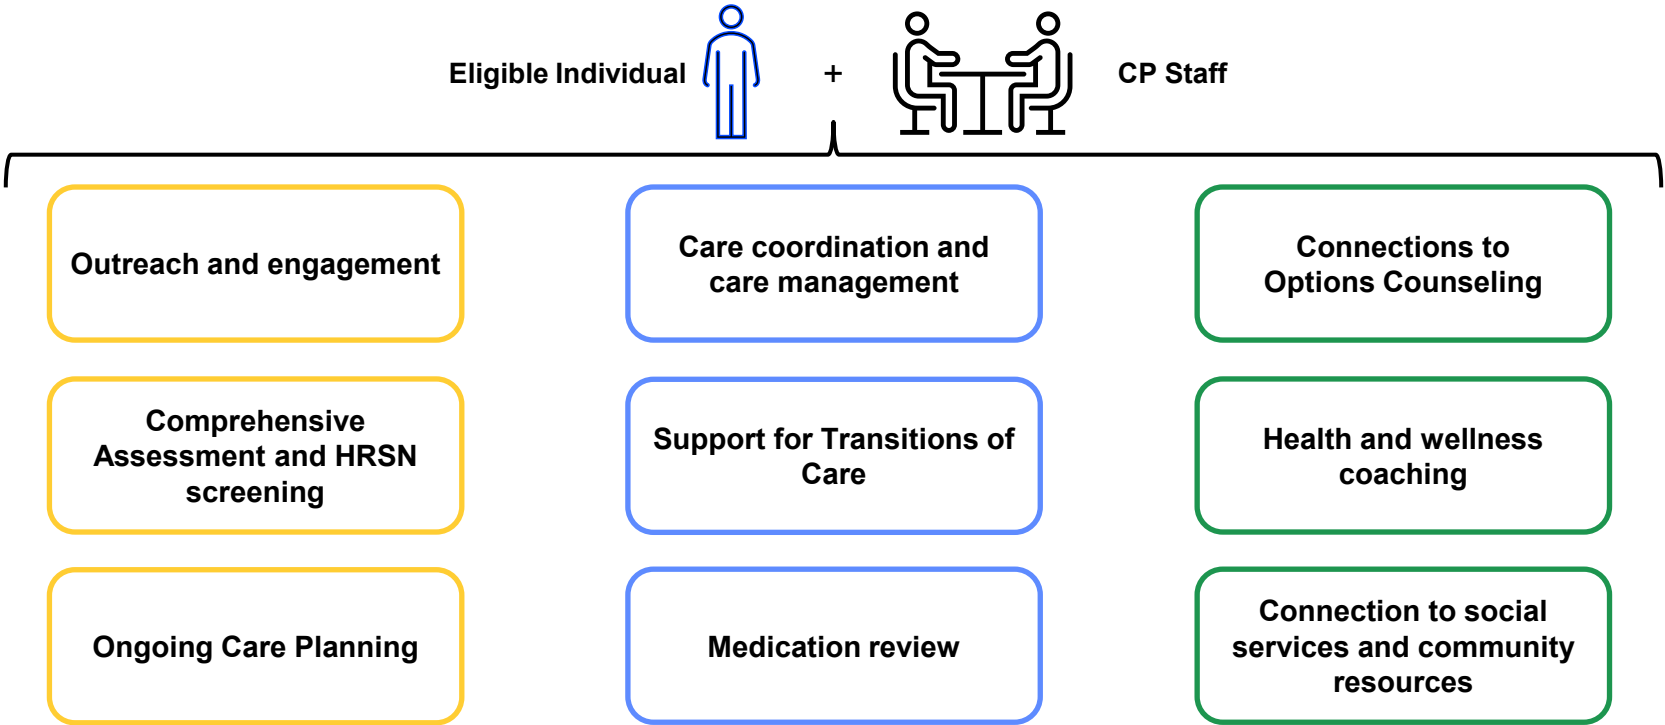 Eligible Individual + CP Staff
Outreach and engagement
Care coordination and
care management
Connections to
Options Counseling
Comprehensive
Assessment and HRSN
screening
Support for Transitions of
Care
Health and wellness
coaching
Ongoing Care Planning
Medication review
Connection to social
services and community
resources